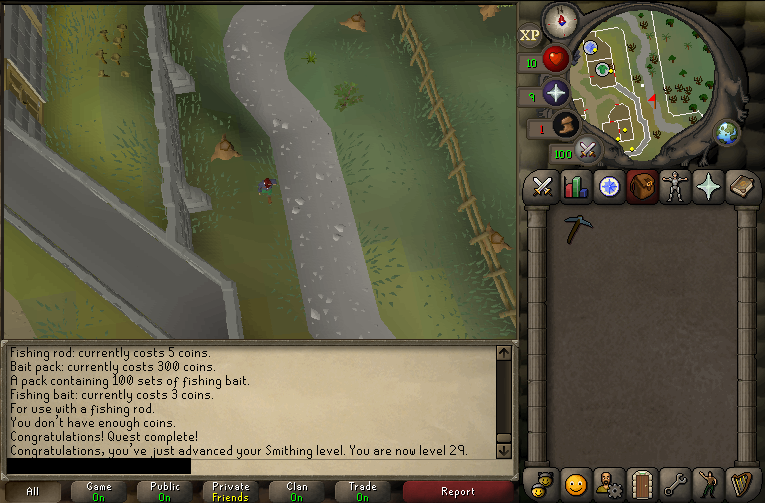 XP
10
9
1
100
Fishing rod: currently costs 5 coins.
Bait pack: currently costs 300 coins.
A pack containing 100 sets of fishing bait.
Fishing bait: currently costs 3 coins.
For use with a fishing rod.
You don't have enough coins.
Congratulations! Quest complete!
Congratulations, you've just advanced your Smithing level. You are now level 29.
All
Game
On
Public
On
Private
Friends
Clan
On
Trade
On
Report